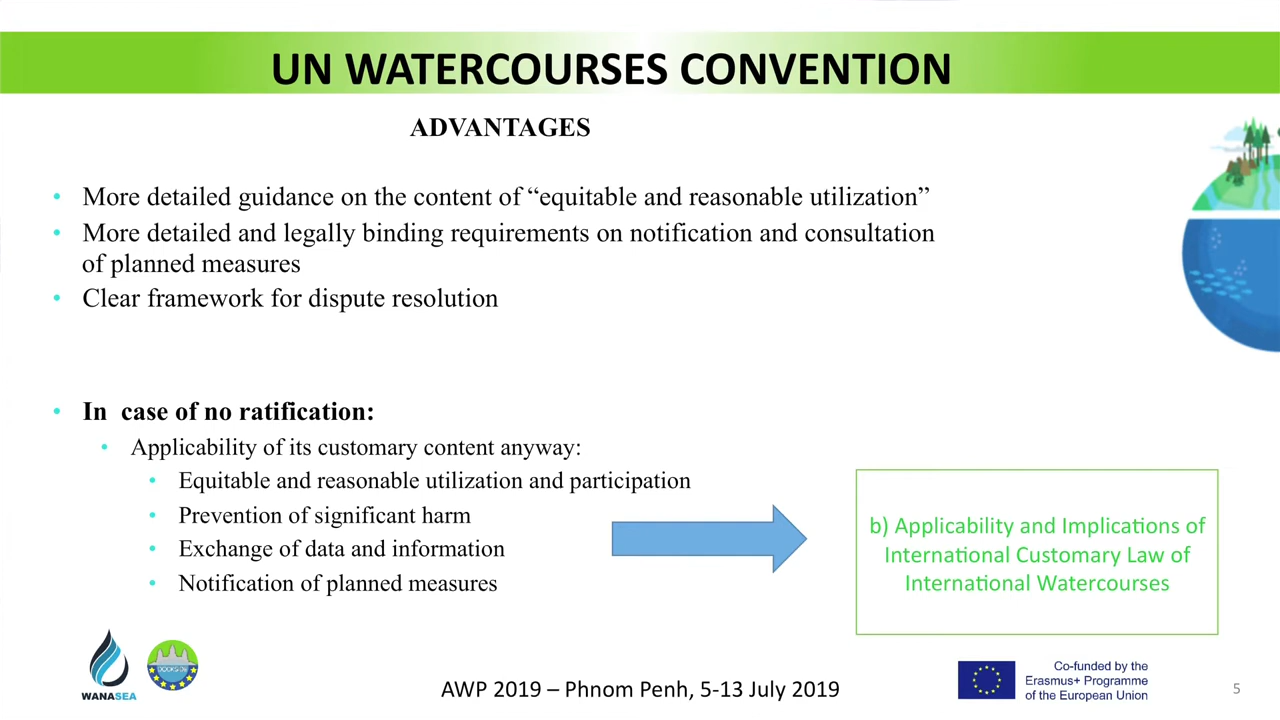 UN WATERCOURSES CONVENTION
ADVANTAGES
• More detailed guidance on the content of “equitable and reasonable utilization”
• More detailed and legally binding requirements on notification and consultation
of planned measures
• Clear framework for dispute resolution
• In case of no ratification:
• Applicability of its customary content anyway:
• Equitable and reasonable utilization and participation
• Prevention of significant harm
• Exchange of data and information
• Notification of planned measures
b) Applicability and Implications of
International Customary Law of
International Watercourses
WANASEA
AWP 2019 – Phnom Penh, 5-13 July 2019
Co-funded by the
Erasmus+ Programme
of the European Union
5